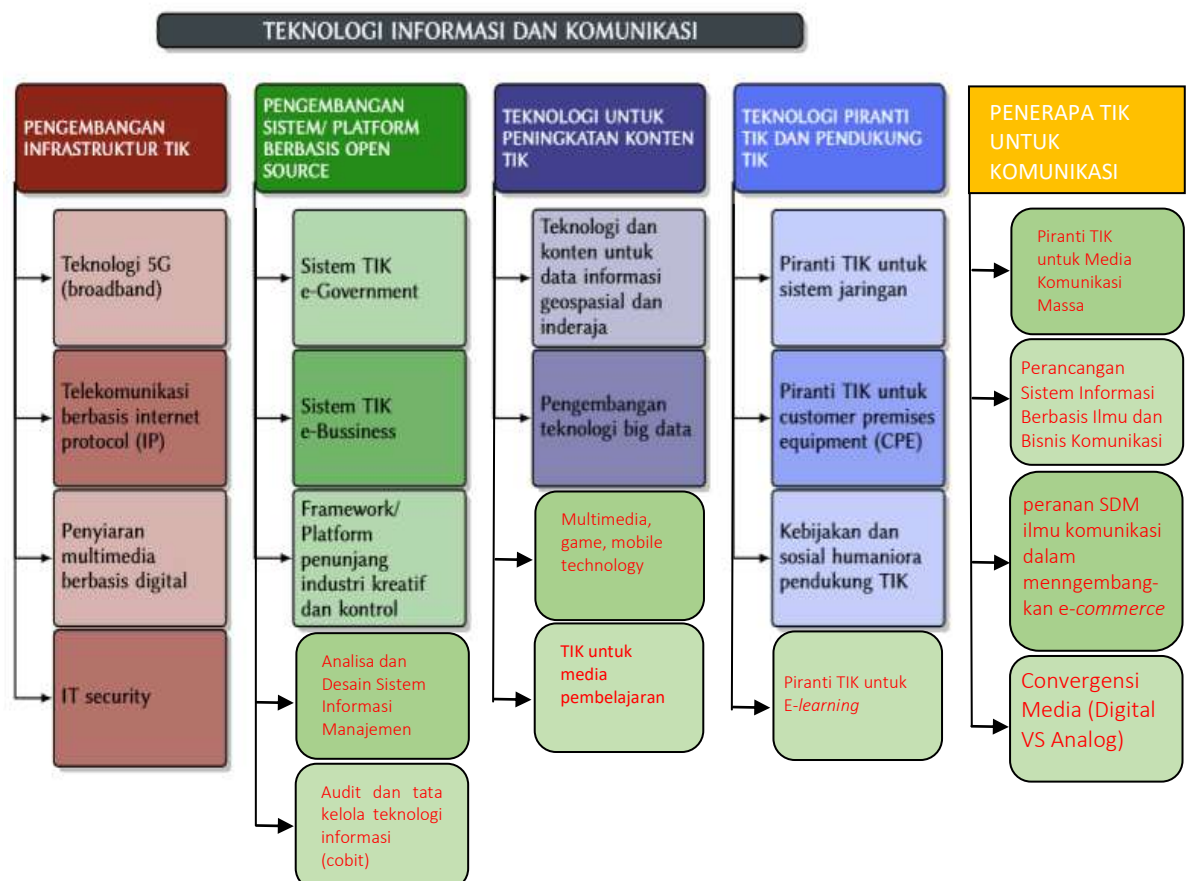 TEKNOLOGI INFORMASI DAN KOMUNIKASI
PENGEMBANGAN
INFRASTRUKTUR TIK
Teknologi 5G
(broadband)
Telekomunikasi
berbasis internet
protocol (IP)
Penyiaran
multimedia
berbasis digital
IT security
PENGEMBANGAN
SISTEM/ PLATFORM
BERBASIS OPEN
SOURCE
Sistem TIK
e-Government
Sistem TIK
e-Bussiness
Framework/
Platform
penunjang
industri kreatif
dan kontrol
Analisa dan
Desain Sistem
Informasi
Manajemen
Audit dan tata
kelola teknologi
informasi
(cobit)
TEKNOLOGI UNTUK
PENINGKATAN KONTEN
TIK
Teknologi dan
konten untuk
data informasi
geospasial dan
inderaja
Pengembangan
teknologi big data
Multimedia,
game, mobile
technology
TIK untuk
media
pembelajaran
TEKNOLOGI PIRANTI
TIK DAN PENDUKUNG
TIK
Piranti TIK untuk
sistem jaringan
Piranti TIK untuk
customer premises
equipment (CPE)
Kebijakan dan
sosial humaniora
pendukung TIK
Piranti TIK untuk
E-learning
PENERAPA TIK
UNTUK
KOMUNIKASI
Piranti TIK
untuk Media
Komunikasi
Massa
Perancangan
Sistem Informasi
Berbasis Ilmu dan
Bisnis Komunikasi
peranan SDM
ilmu komunikasi
dalam
menngembang-
kan e-commerce
Convergensi
Media (Digital
VS Analog)